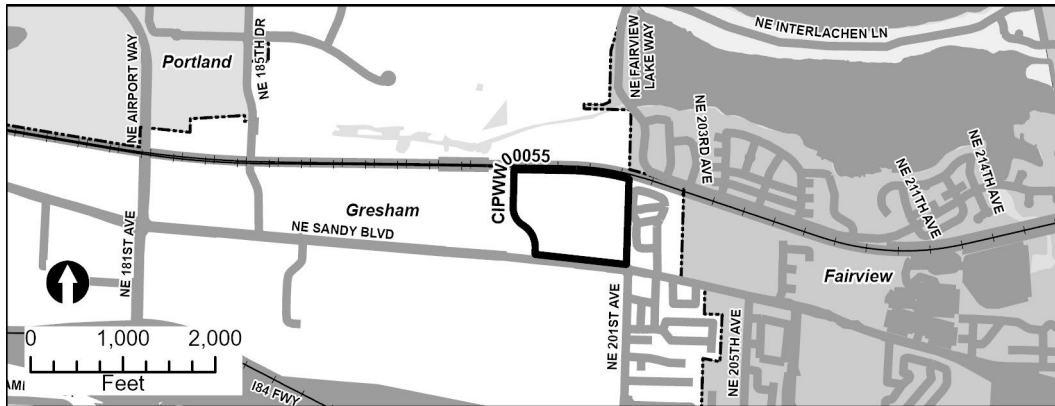 NE INTERLACHEN LN
Portland
NE AIRPORT WAY
NE 185TH DR
NE FAIRVIEW
LAKE WAY
NE 203RD AVE
NE 211TH AVE
NE 214TH AVE
CIPWW00055
Gresham
NE SANDY BLVD
NE 181ST AVE
Fairview
NE 201ST AVE
NE 205TH AVE
0 1,000 2,000
Feet
I84 FWY